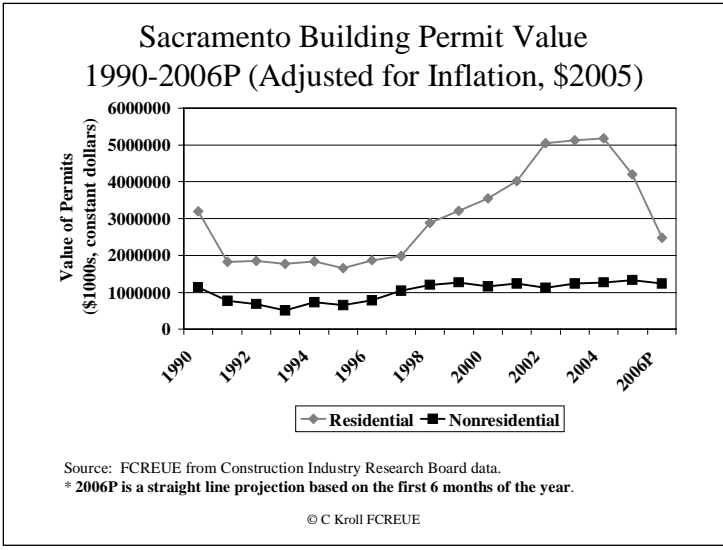 Sacramento Building Permit Value
1990-2006P (Adjusted for Inflation, $2005)
Value of Permits
($1000s, constant dollars)
6000000
5000000
4000000
3000000
2000000
1000000
0
1990
1992
1994
1996
1998
2000
2002
2004
2006P
Residential
Nonresidential
Source: FCREUE from Construction Industry Research Board data.
* 2006P is a straight line projection based on the first 6 months of the year.
© C Kroll FCREUE